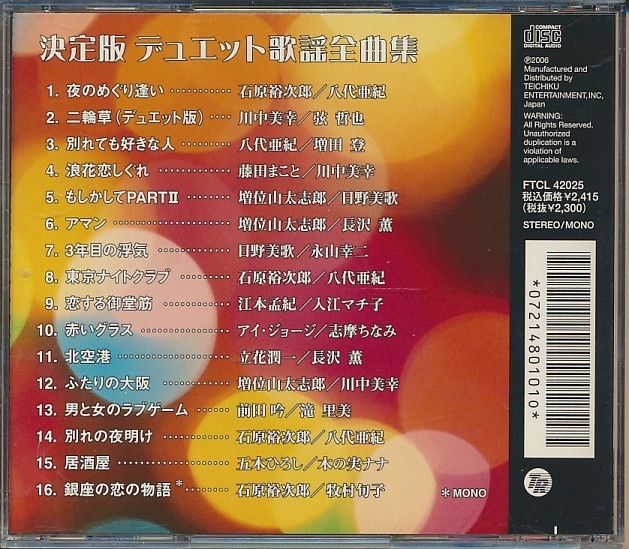 決定版 デュエット歌謡全曲集
1. 夜のめぐり逢い ………… 石原裕次郎／八代亜紀
2. 二輪草（デュエット版）…… 川中美幸／弦 哲也
3. 別れても好きな人 ……… 八代亜紀／増田 登
4. 浪花恋しぐれ …………… 藤田まこと／川中美幸
5. もしかしてPARTⅡ ……… 増位山太志郎／日野美歌
6. アマン …………………… 増位山太志郎／長沢 薫
7. 3年目の浮気 …………… 日野美歌／永山幸二
8. 東京ナイトクラブ ……… 石原裕次郎／八代亜紀
9. 恋する御堂筋 …………… 江本孟紀／入江マチ子
10. 赤いグラス ……………… アイ・ジョージ／志摩ちなみ
11. 北空港 …………………… 立花潤一／長沢 薫
12. ふたりの大阪 …………… 増位山太志郎／川中美幸
13. 男と女のラブゲーム …… 前田 吟／滝 里美
14. 別れの夜明け …………… 石原裕次郎／八代亜紀
15. 居酒屋 …………………… 五木ひろし／木の実ナナ
16. 銀座の恋の物語＊…… 石原裕次郎／牧村旬子
＊MONO
COMPACT
disc
DIGITAL AUDIO
Ⓟ2006
Manufactured and
Distributed by
TEICHIKU
ENTERTAINMENT,INC,
Japan
WARNING:
All Rights Reserved.
Unauthorized
duplication is a
violation of
applicable laws.
FTCL 42025
税込価格¥2,415
(税抜¥2,300)
STEREO/MONO
*0721480101010*